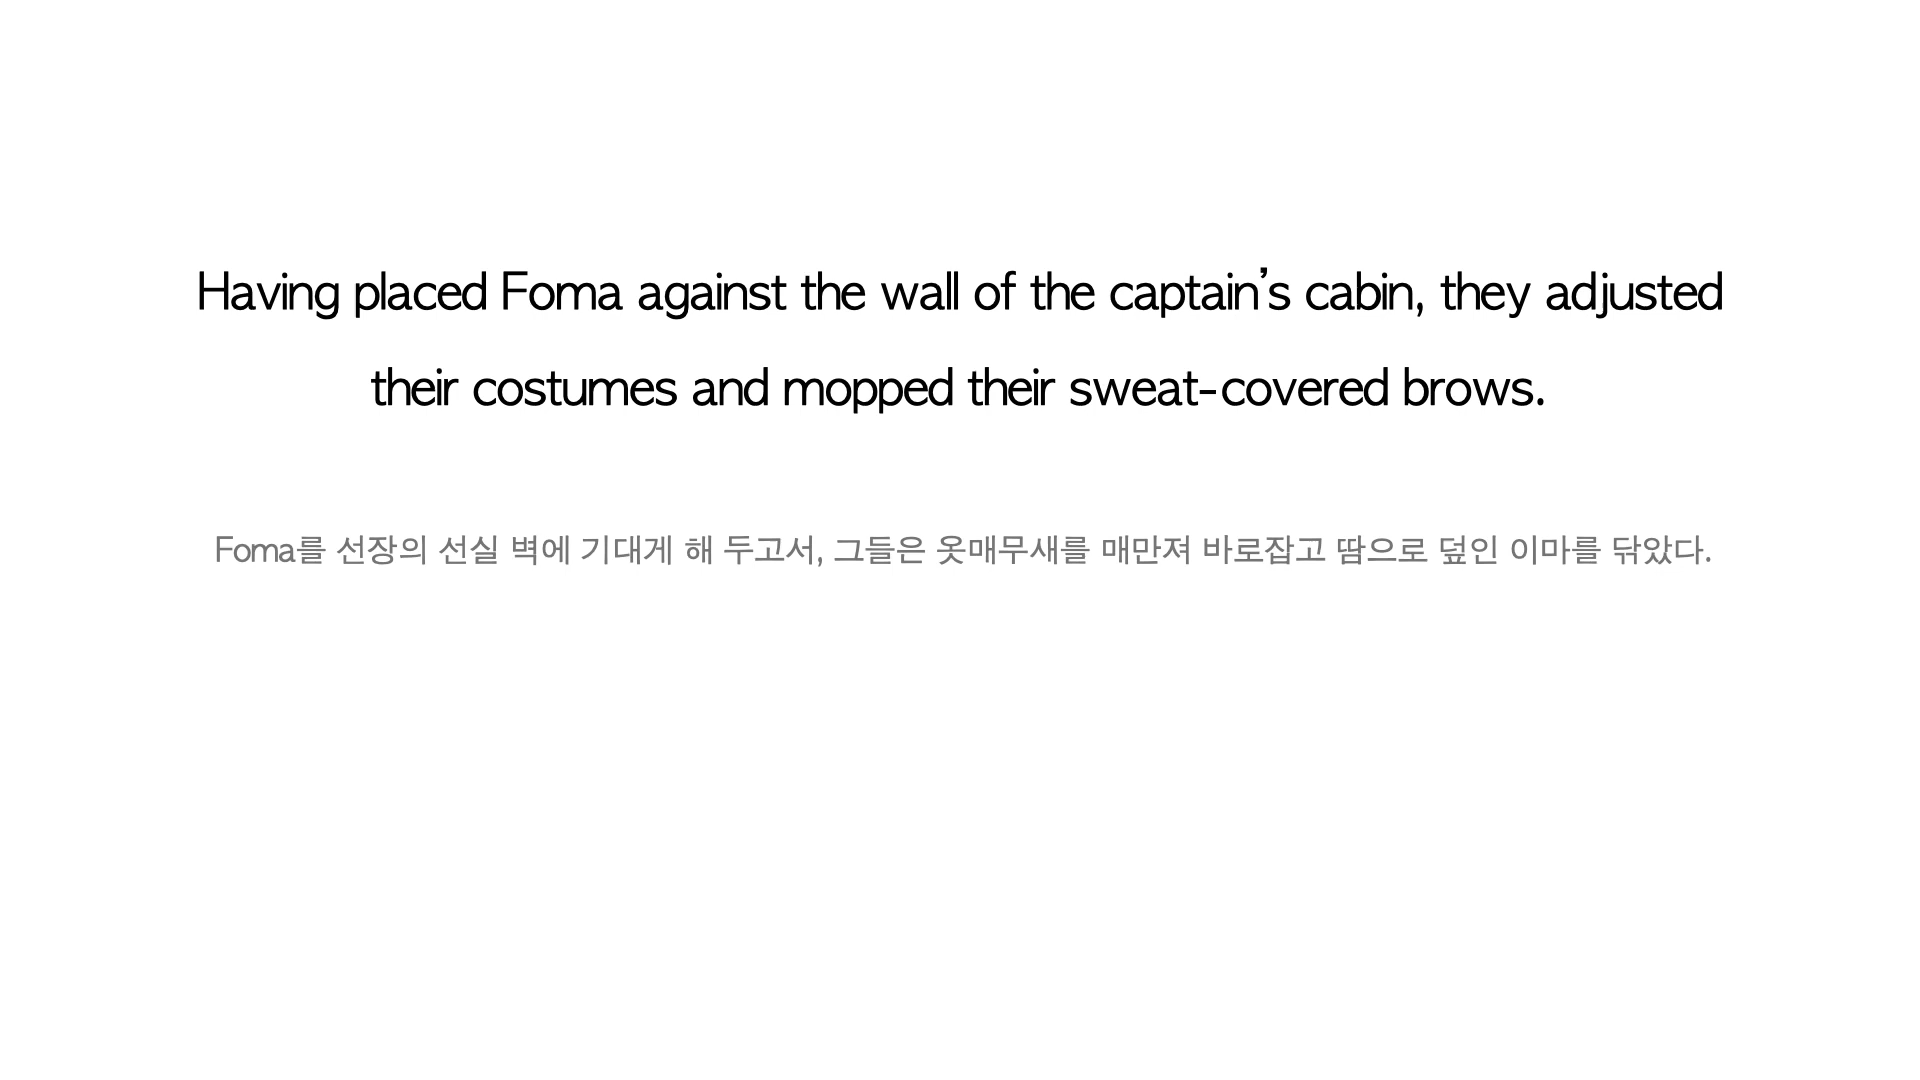 Having placed Foma against the wall of the captain’s cabin, they adjusted
their costumes and mopped their sweat-covered brows.
Foma를 선장의 선실 벽에 기대게 해 두고서, 그들은 옷매무새를 매만져 바로잡고 땀으로 덮인 이마를 닦았다.